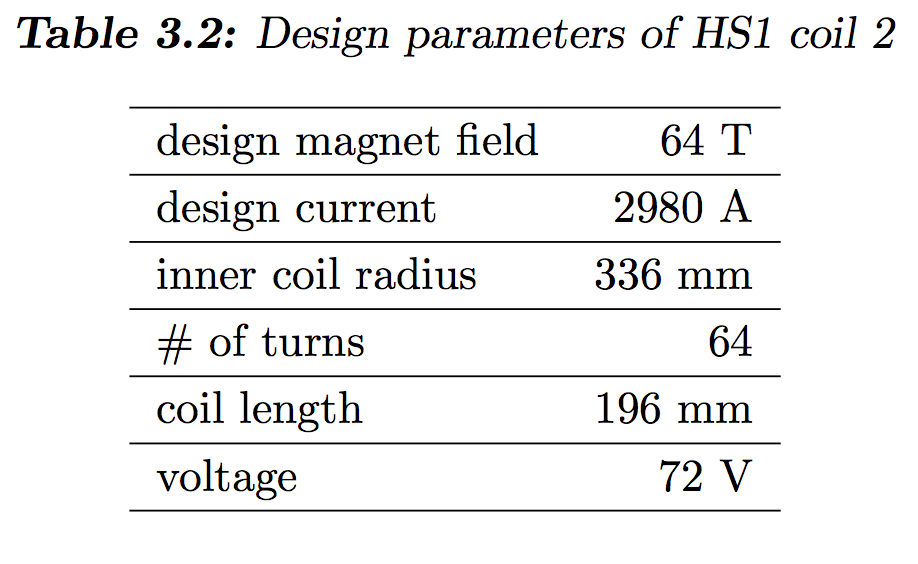 Table 3.2: Design parameters of HS1 coil 2
design magnet field 64 T
design current 2980 A
inner coil radius 336 mm
# of turns 64
coil length 196 mm
voltage 72 V